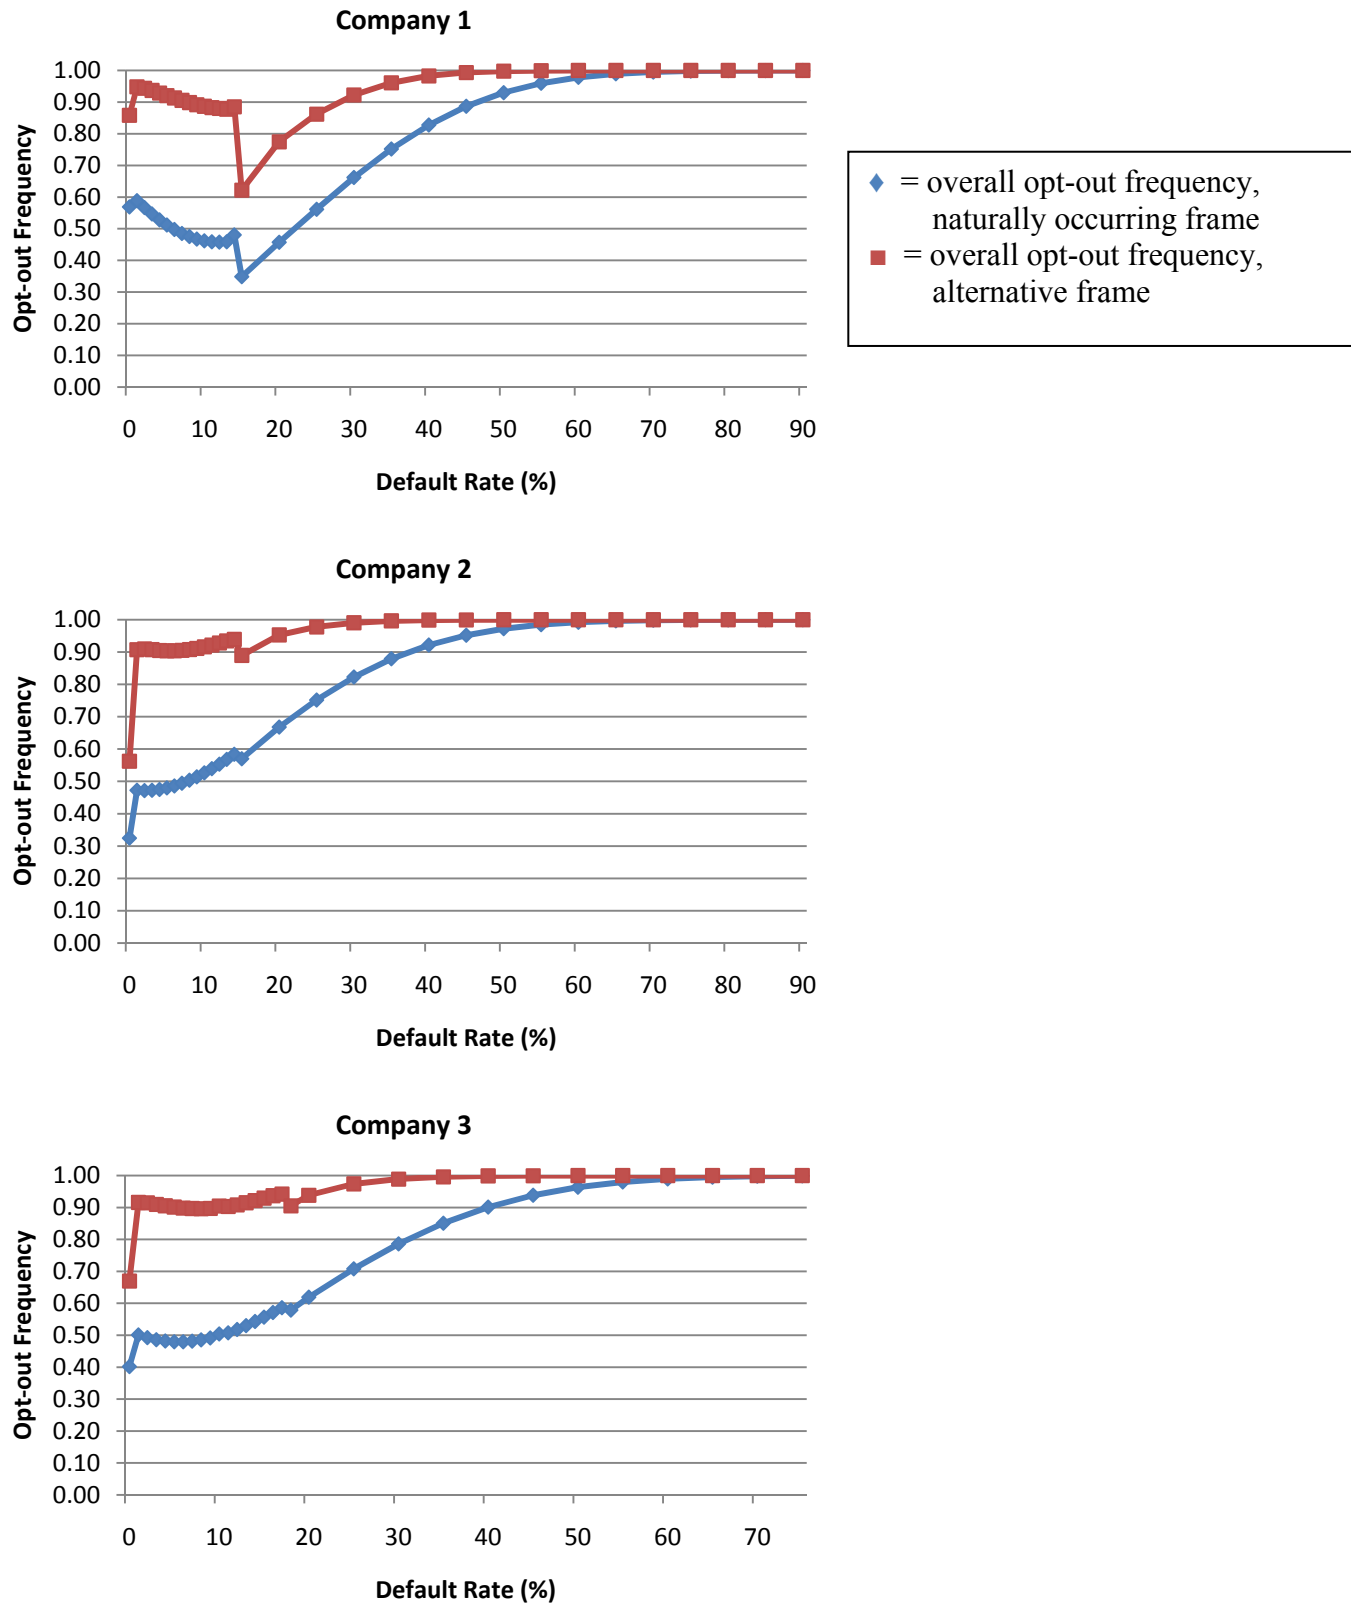 Company 1
1.00
0.90
0.80
0.70
0.60
0.50
0.40
0.30
0.20
0.10
0.00
Opt-out Frequency
0 10 20 30 40 50 60 70 80 90
Default Rate (%)
= overall opt-out frequency,
naturally occurring frame
= overall opt-out frequency,
alternative frame
Company 2
1.00
0.90
0.80
0.70
0.60
0.50
0.40
0.30
0.20
0.10
0.00
Opt-out Frequency
0 10 20 30 40 50 60 70 80 90
Default Rate (%)
Company 3
1.00
0.90
0.80
0.70
0.60
0.50
0.40
0.30
0.20
0.10
0.00
Opt-out Frequency
0 10 20 30 40 50 60 70
Default Rate (%)